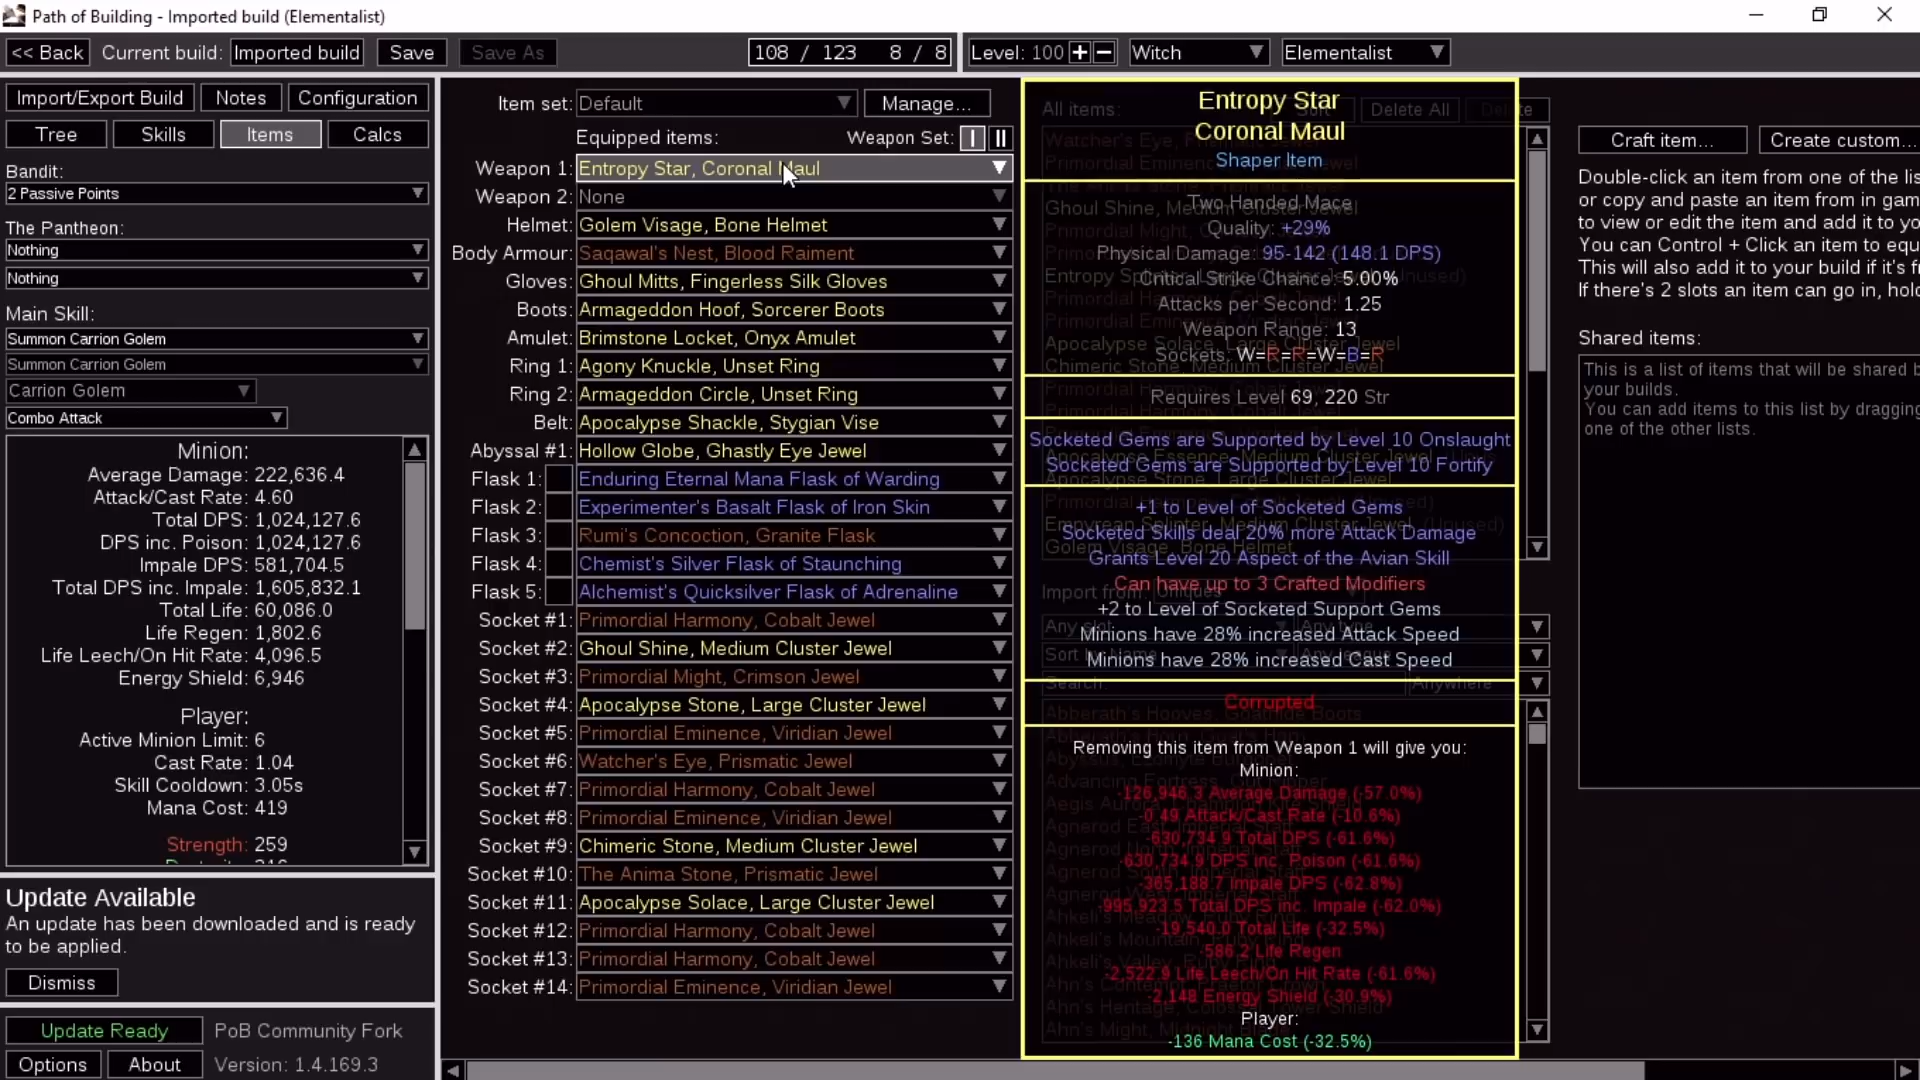 Path of Building - Imported build (Elementalist)
<< Back
Current build: Imported build
Save
Save As
108 / 123   8 / 8
Level: 100 + −
Witch
Elementalist
Import/Export Build
Notes
Configuration
Tree
Skills
Items
Calcs
Bandit:
2 Passive Points
The Pantheon:
Nothing
Nothing
Main Skill:
Summon Carrion Golem
Summon Carrion Golem
Carrion Golem
Combo Attack
Minion:
Average Damage: 222,636.4
Attack/Cast Rate: 4.60
Total DPS: 1,024,127.6
DPS inc. Poison: 1,024,127.6
Impale DPS: 581,704.5
Total DPS inc. Impale: 1,605,832.1
Total Life: 60,086.0
Life Regen: 1,802.6
Life Leech/On Hit Rate: 4,096.5
Energy Shield: 6,946
Player:
Active Minion Limit: 6
Cast Rate: 1.04
Skill Cooldown: 3.05s
Mana Cost: 419
Strength: 259
Update Available
An update has been downloaded and is ready
to be applied.
Dismiss
Update Ready
PoB Community Fork
Options
About
Version: 1.4.169.3
Item set: Default
Manage...
Equipped items:
Weapon Set: I II
Weapon 1: Entropy Star, Coronal Maul
Weapon 2: None
Helmet: Golem Visage, Bone Helmet
Body Armour: Saqawal's Nest, Blood Raiment
Gloves: Ghoul Mitts, Fingerless Silk Gloves
Boots: Armageddon Hoof, Sorcerer Boots
Amulet: Brimstone Locket, Onyx Amulet
Ring 1: Agony Knuckle, Unset Ring
Ring 2: Armageddon Circle, Unset Ring
Belt: Apocalypse Shackle, Stygian Vise
Abyssal #1: Hollow Globe, Ghastly Eye Jewel
Flask 1: Enduring Eternal Mana Flask of Warding
Flask 2: Experimenter's Basalt Flask of Iron Skin
Flask 3: Rumi's Concoction, Granite Flask
Flask 4: Chemist's Silver Flask of Staunching
Flask 5: Alchemist's Quicksilver Flask of Adrenaline
Socket #1: Primordial Harmony, Cobalt Jewel
Socket #2: Ghoul Shine, Medium Cluster Jewel
Socket #3: Primordial Might, Crimson Jewel
Socket #4: Apocalypse Stone, Large Cluster Jewel
Socket #5: Primordial Eminence, Viridian Jewel
Socket #6: Watcher's Eye, Prismatic Jewel
Socket #7: Primordial Harmony, Cobalt Jewel
Socket #8: Primordial Eminence, Viridian Jewel
Socket #9: Chimeric Stone, Medium Cluster Jewel
Socket #10: The Anima Stone, Prismatic Jewel
Socket #11: Apocalypse Solace, Large Cluster Jewel
Socket #12: Primordial Harmony, Cobalt Jewel
Socket #13: Primordial Harmony, Cobalt Jewel
Socket #14: Primordial Eminence, Viridian Jewel
All items:
Delete All
Entropy Star
Coronal Maul
Shaper Item
Two Handed Mace
Quality: +29%
Physical Damage: 95-142 (148.1 DPS)
Critical Strike Chance: 5.00%
Attacks per Second: 1.25
Weapon Range: 13
Sockets: W=R=R=W=B=R
Requires Level 69, 220 Str
Socketed Gems are Supported by Level 10 Onslaught
Socketed Gems are Supported by Level 10 Fortify
+1 to Level of Socketed Gems
Socketed Skills deal 20% more Attack Damage
Grants Level 20 Aspect of the Avian Skill
Can have up to 3 Crafted Modifiers
+2 to Level of Socketed Support Gems
Minions have 28% increased Attack Speed
Minions have 28% increased Cast Speed
Corrupted
Removing this item from Weapon 1 will give you:
Minion:
-126,946.3 Average Damage (-57.0%)
-0.49 Attack/Cast Rate (-10.6%)
-630,734.9 Total DPS (-61.6%)
-630,734.9 DPS inc. Poison (-61.6%)
-365,188.7 Impale DPS (-62.8%)
-995,923.5 Total DPS inc. Impale (-62.0%)
-19,540.0 Total Life (-32.5%)
-586.2 Life Regen
-2,522.9 Life Leech/On Hit Rate (-61.6%)
-2,148 Energy Shield (-30.9%)
Player:
-136 Mana Cost (-32.5%)
Craft item...
Create custom...
Double-click an item from one of the lis
or copy and paste an item from in gam
to view or edit the item and add it to yo
You can Control + Click an item to equ
This will also add it to your build if it's fr
If there's 2 slots an item can go in, hold
Shared items:
This is a list of items that will be shared b
your builds.
You can add items to this list by dragging
one of the other lists.